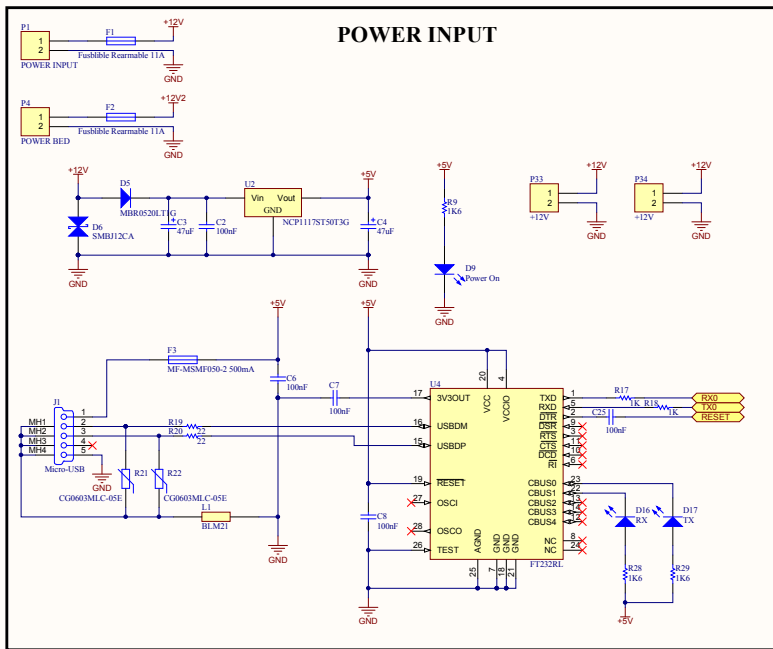 POWER INPUT
P1
1
2
POWER INPUT
F1
Fusblible Rearmable 11A
+12V
GND
P4
1
2
POWER BED
F2
Fusblible Rearmable 11A
+12V2
GND
+12V
D5
MBR0520LT1G
D6
SMBJ12CA
C3
47uF
C2
100nF
U2
Vin Vout
GND
NCP1117ST50T3G
+5V
C4
47uF
GND
GND
GND
+5V
R9
1K6
D9
Power On
GND
P33
1
2
+12V
+12V
GND
P34
1
2
+12V
+12V
GND
+5V
F3
MF-MSMF050-2 500mA
C6
100nF
C7
100nF
J1
MH1
MH2
MH3
MH4
1
2
3
4
5
Micro-USB
GND
R19
22
R20
22
R21
CG0603MLC-05E
R22
CG0603MLC-05E
L1
BLM21
GND
+5V
C8
100nF
GND
U4
17 3V3OUT
16 USBDM
15 USBDP
19 RESET
27 OSCI
28 OSCO
26 TEST
20 VCC
4 VCCIO
25 AGND
7 GND
18 GND
21 GND
TXD 1
RXD 5
DTR 2
DSR 9
RTS 3
CTS 11
DCD 10
RI 6
CBUS0 23
CBUS1 22
CBUS2 13
CBUS3 14
CBUS4 12
NC 8
NC 24
FT232RL
R17
1K
R18
1K
C25
100nF
RX0
TX0
RESET
D16
RX
D17
TX
R28
1K6
R29
1K6
+5V